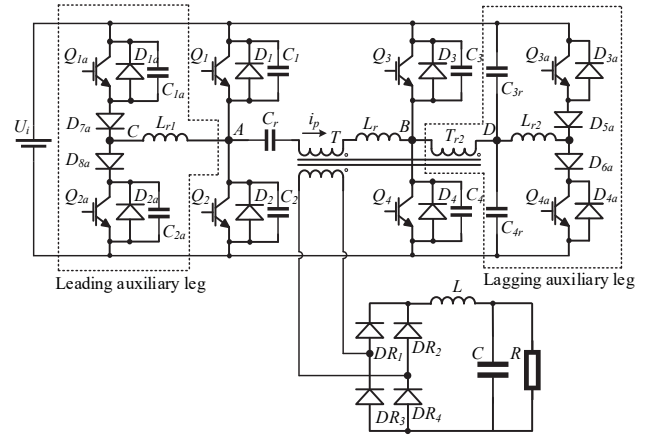 Q1a D1a C1a
Q1 D1 C1
Q3 D3 C3
Q3a D3a
C3r
Ui
D7a
C Lr1 A Cr ip T Lr B Tr2 D Lr2
D5a
D8a
D6a
Q2a D2a C2a
Q2 D2 C2
Q4 D4 C4
Q4a D4a
C4r
Leading auxiliary leg
Lagging auxiliary leg
L
DR1 DR2
C R
DR3 DR4